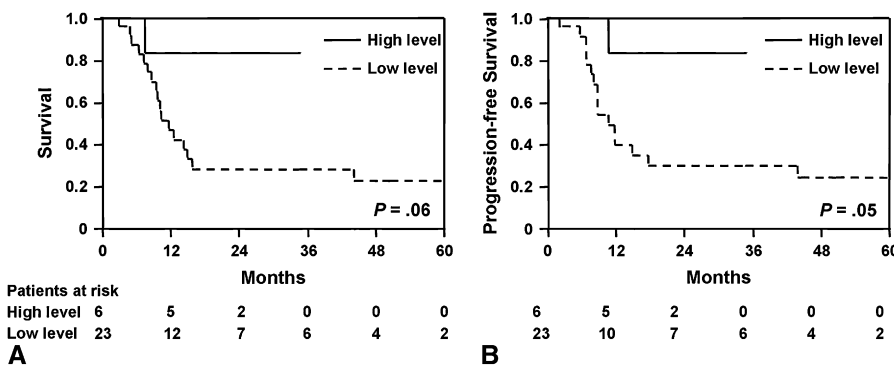 1.0
0.8
0.6
0.4
0.2
0
Survival
High level
Low level
P = .06
0 12 24 36 48 60
Months
Patients at risk
High level 6 5 2 0 0 0
Low level 23 12 7 6 4 2
A
1.0
0.8
0.6
0.4
0.2
0
Progression-free Survival
High level
Low level
P = .05
0 12 24 36 48 60
Months
6 5 2 0 0 0
23 10 7 6 4 2
B